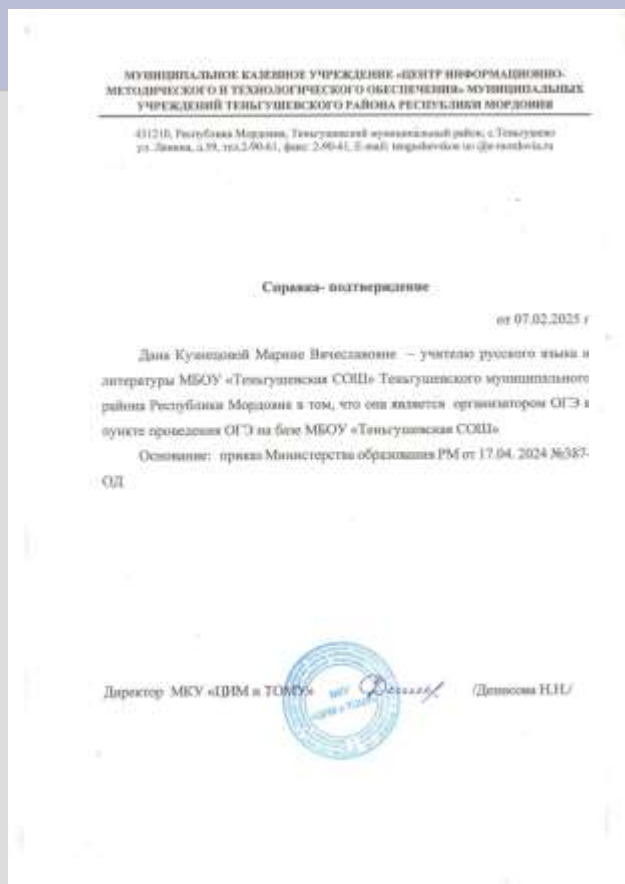 МУНИЦИПАЛЬНОЕ КАЗЕННОЕ УЧРЕЖДЕНИЕ «ЦЕНТР ИНФОРМАЦИОННО-
МЕТОДИЧЕСКОГО И ТЕХНОЛОГИЧЕСКОГО ОБЕСПЕЧЕНИЯ» МУНИЦИПАЛЬНЫХ
УЧРЕЖДЕНИЙ ТЕНЬГУШЕВСКОГО РАЙОНА РЕСПУБЛИКИ МОРДОВИЯ
431210, Республика Мордовия, Теньгушевский муниципальный район, с.Теньгушево
ул. Ленина, д.59, тел.2-90-61, факс: 2-90-61, E-mail:
Справка- подтверждение
от 07.02.2025 г
Дана Кузнецовой Марине Вячеславовне – учителю русского языка и
литературы МБОУ «Теньгушевская СОШ» Теньгушевского муниципального
района Республики Мордовия в том, что она является организатором ОГЭ в
пункте проведения ОГЭ на базе МБОУ «Теньгушевская СОШ»
Основание: приказ Министерства образования РМ от 17.04. 2024 №387-
ОД
Директор МКУ «ЦИМ и ТОМУ» /Денисова Н.Н./
МКУ
«ЦИМ и ТОМУ»